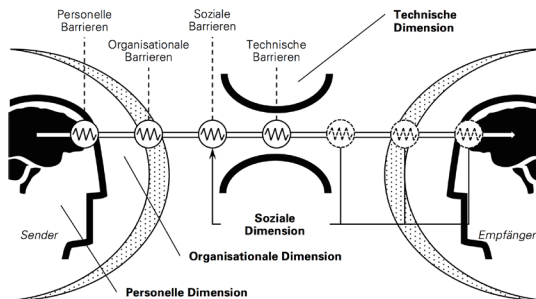 Personelle
Barrieren
Organisationale
Barrieren
Soziale
Barrieren
Technische
Barrieren
Technische
Dimension
Sender
Soziale
Dimension
Empfänger
Organisationale Dimension
Personelle Dimension